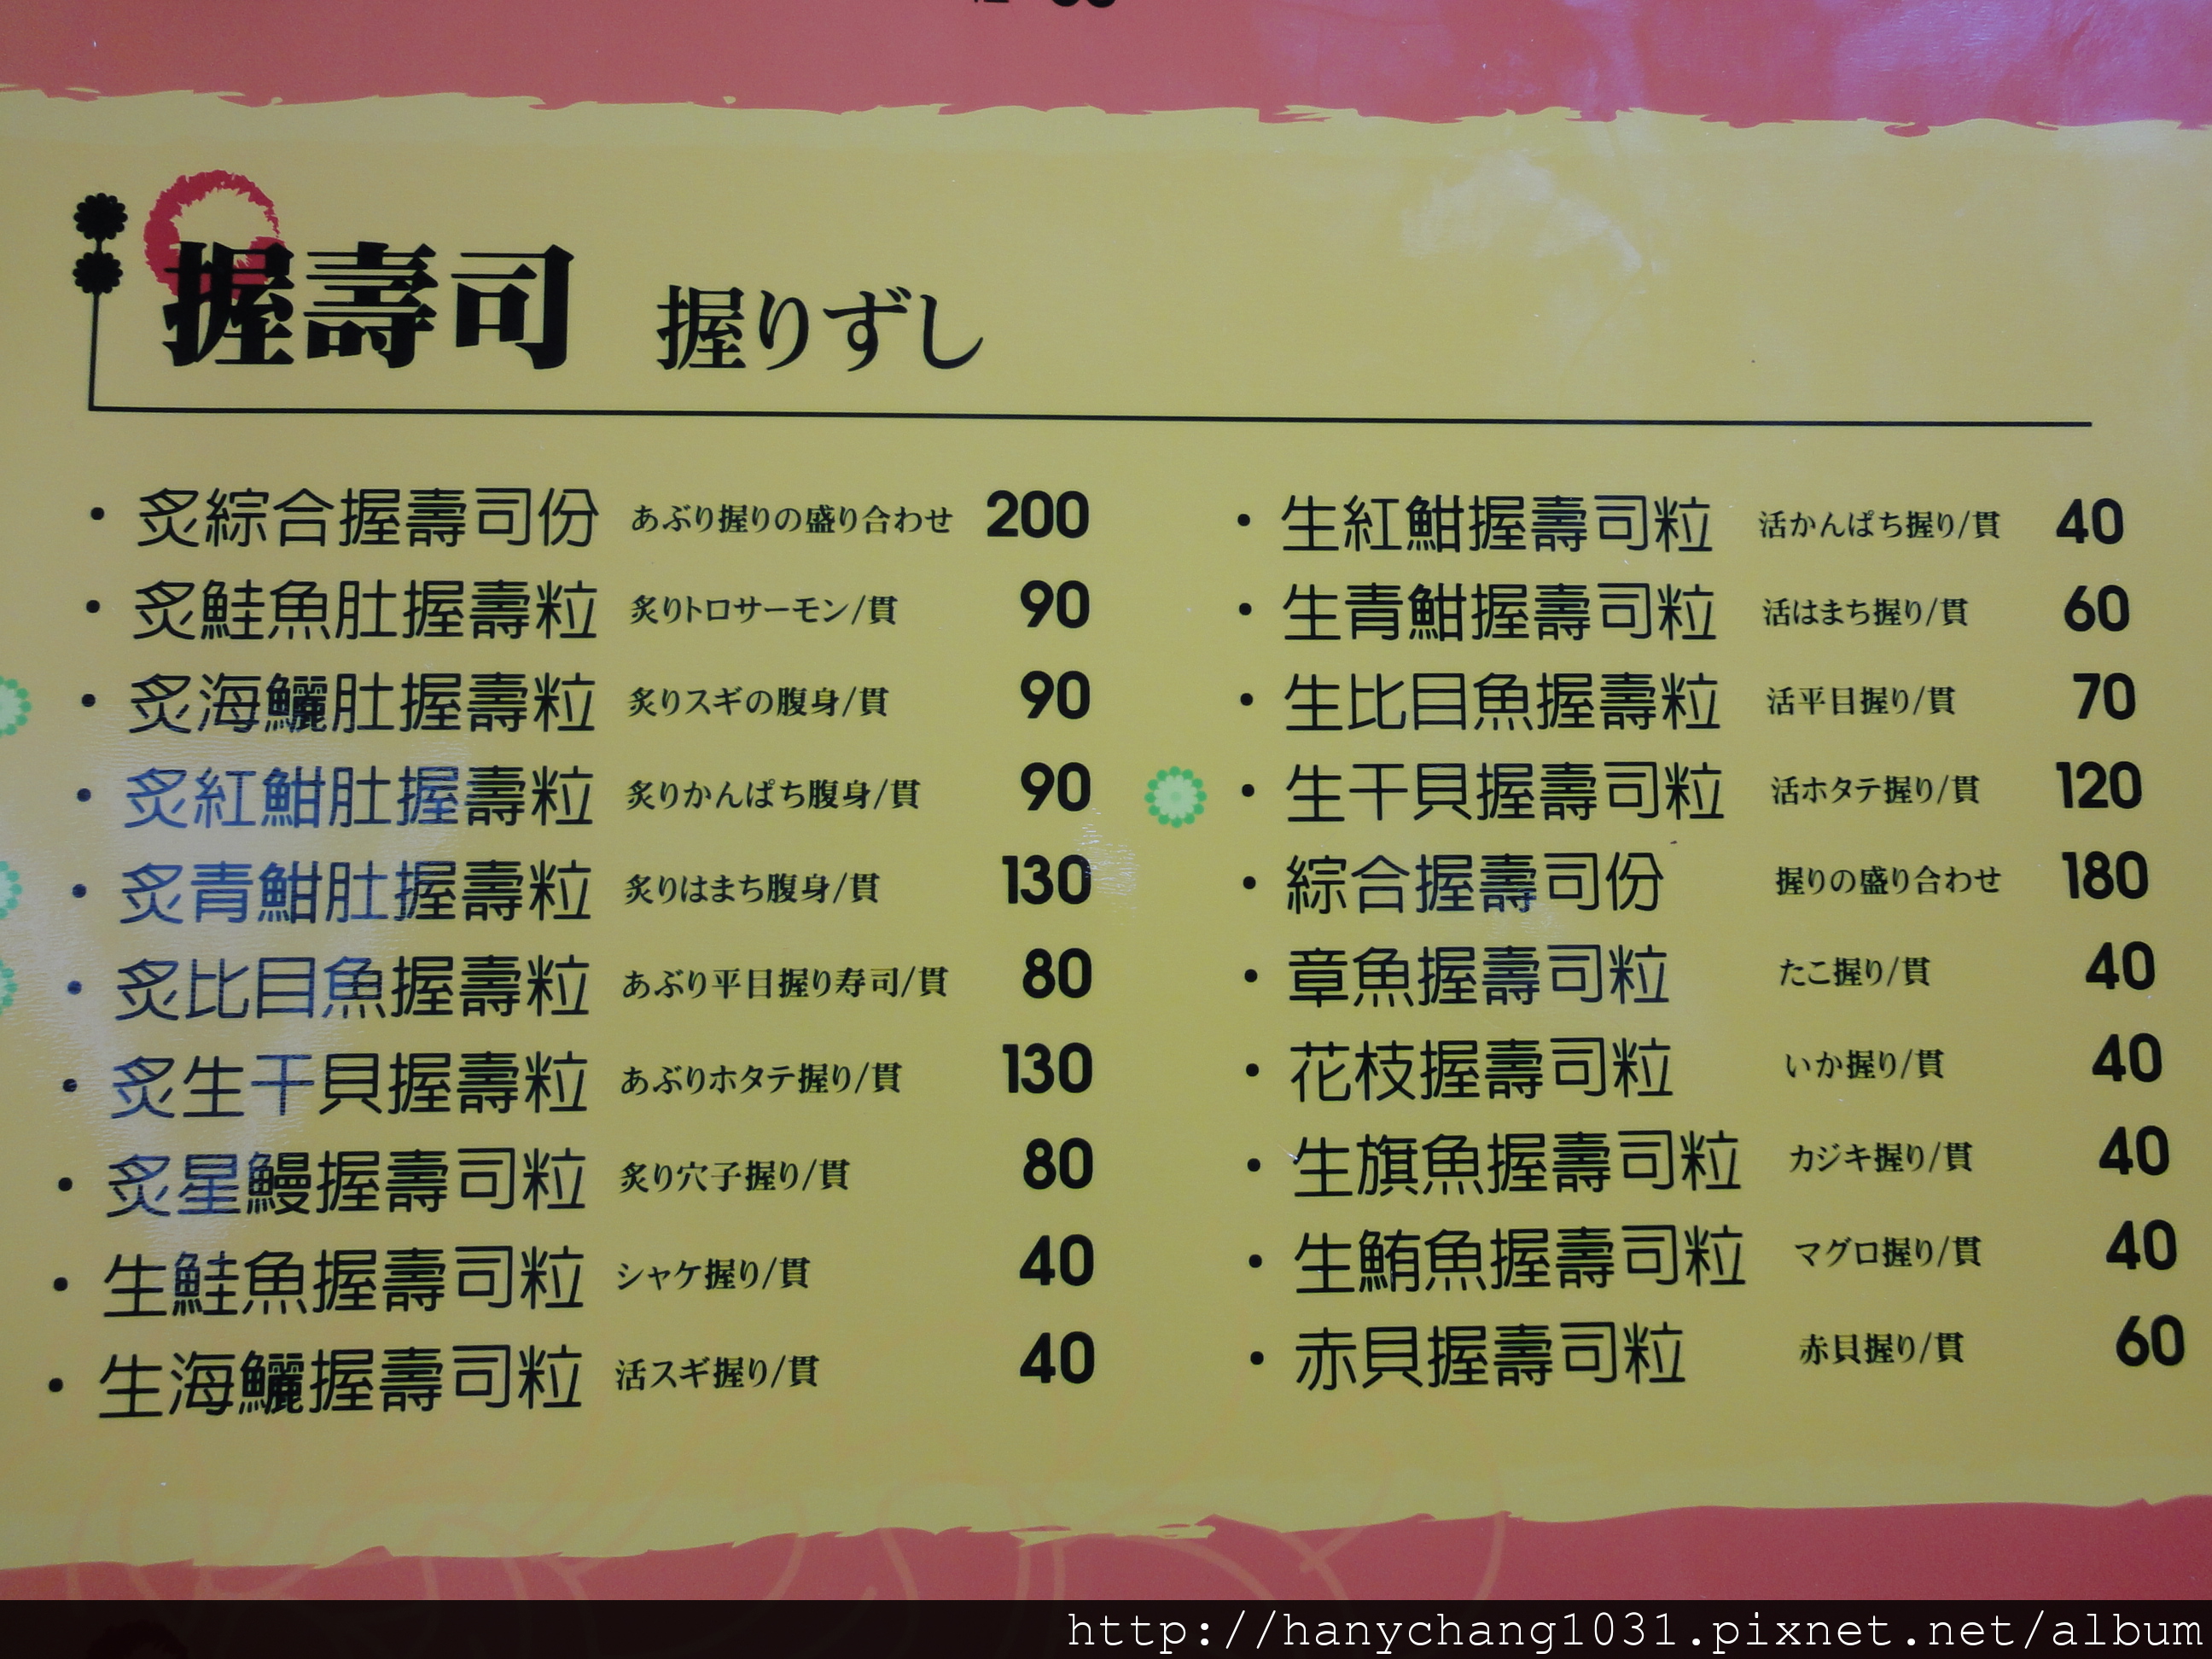 握壽司 握りずし
・炙綜合握壽司份 あぶり握りの盛り合わせ 200
・炙鮭魚肚握壽粒 炙りトロサーモン/貫 90
・炙海鱺肚握壽粒 炙りスギの腹身/貫 90
・炙紅魽肚握壽粒 炙りかんぱち腹身/貫 90
・炙青魽肚握壽粒 炙りはまち腹身/貫 130
・炙比目魚握壽粒 あぶり平目握り寿司/貫 80
・炙生干貝握壽粒 あぶりホタテ握り/貫 130
・炙星鰻握壽司粒 炙り穴子握り/貫 80
・生鮭魚握壽司粒 シャケ握り/貫 40
・生海鱺握壽司粒 活スギ握り/貫 40
・生紅魽握壽司粒 活かんぱち握り/貫 40
・生青魽握壽司粒 活はまち握り/貫 60
・生比目魚握壽粒 活平目握り/貫 70
・生干貝握壽司粒 活ホタテ握り/貫 120
・綜合握壽司份 握りの盛り合わせ 180
・章魚握壽司粒 たこ握り/貫 40
・花枝握壽司粒 いか握り/貫 40
・生旗魚握壽司粒 カジキ握り/貫 40
・生鮪魚握壽司粒 マグロ握り/貫 40
・赤貝握壽司粒 赤貝握り/貫 60
http://hanychang1031.pixnet.net/album